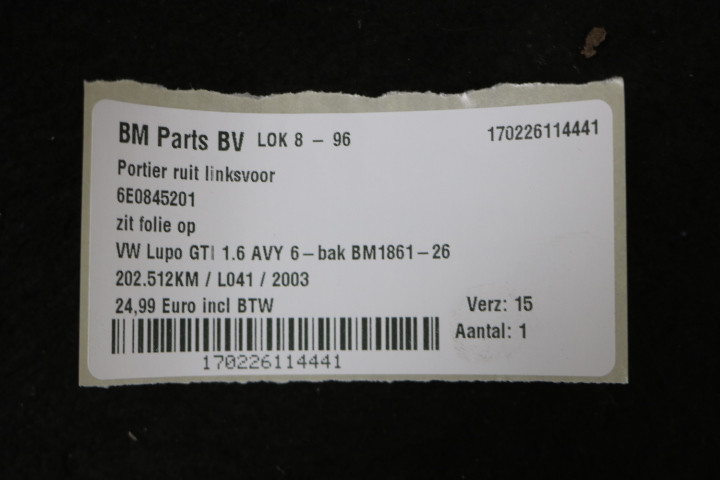 BM Parts BV LOK 8 - 96 170226114441
Portier ruit linksvoor
6E0845201
zit folie op
VW Lupo GTI 1.6 AVY 6-bak BM1861-26
202.512KM / L041 / 2003
24,99 Euro incl BTW Verz: 15
Aantal: 1
170226114441